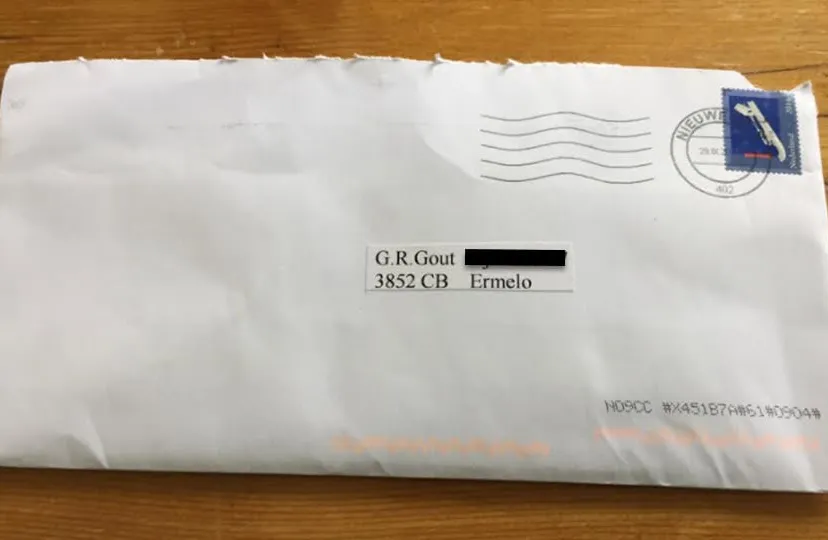 NIEUWE
402
Nederland
G.R.Gout
3852 CB Ermelo
N09CC #X451B7A#61#0904#